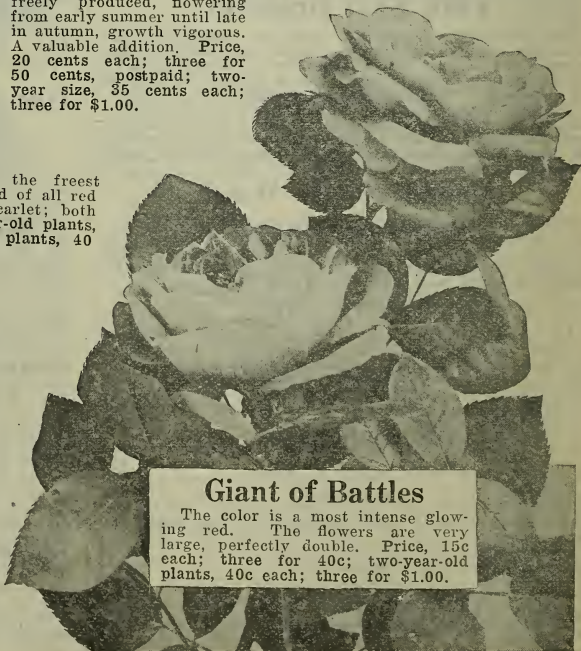 freely produced, flowering
from early summer until late
in autumn, growth vigorous.
A valuable addition. Price,
20 cents each; three for
50 cents, postpaid; two-
year size, 35 cents each;
three for $1.00.
the freest
d of all red
earlet; both
r-old plants,
plants, 40
Giant of Battles
The color is a most intense glow-
ing red. The flowers are very
large, perfectly double. Price, 15c
each; three for 40c; two-year-old
plants, 40c each; three for $1.00.